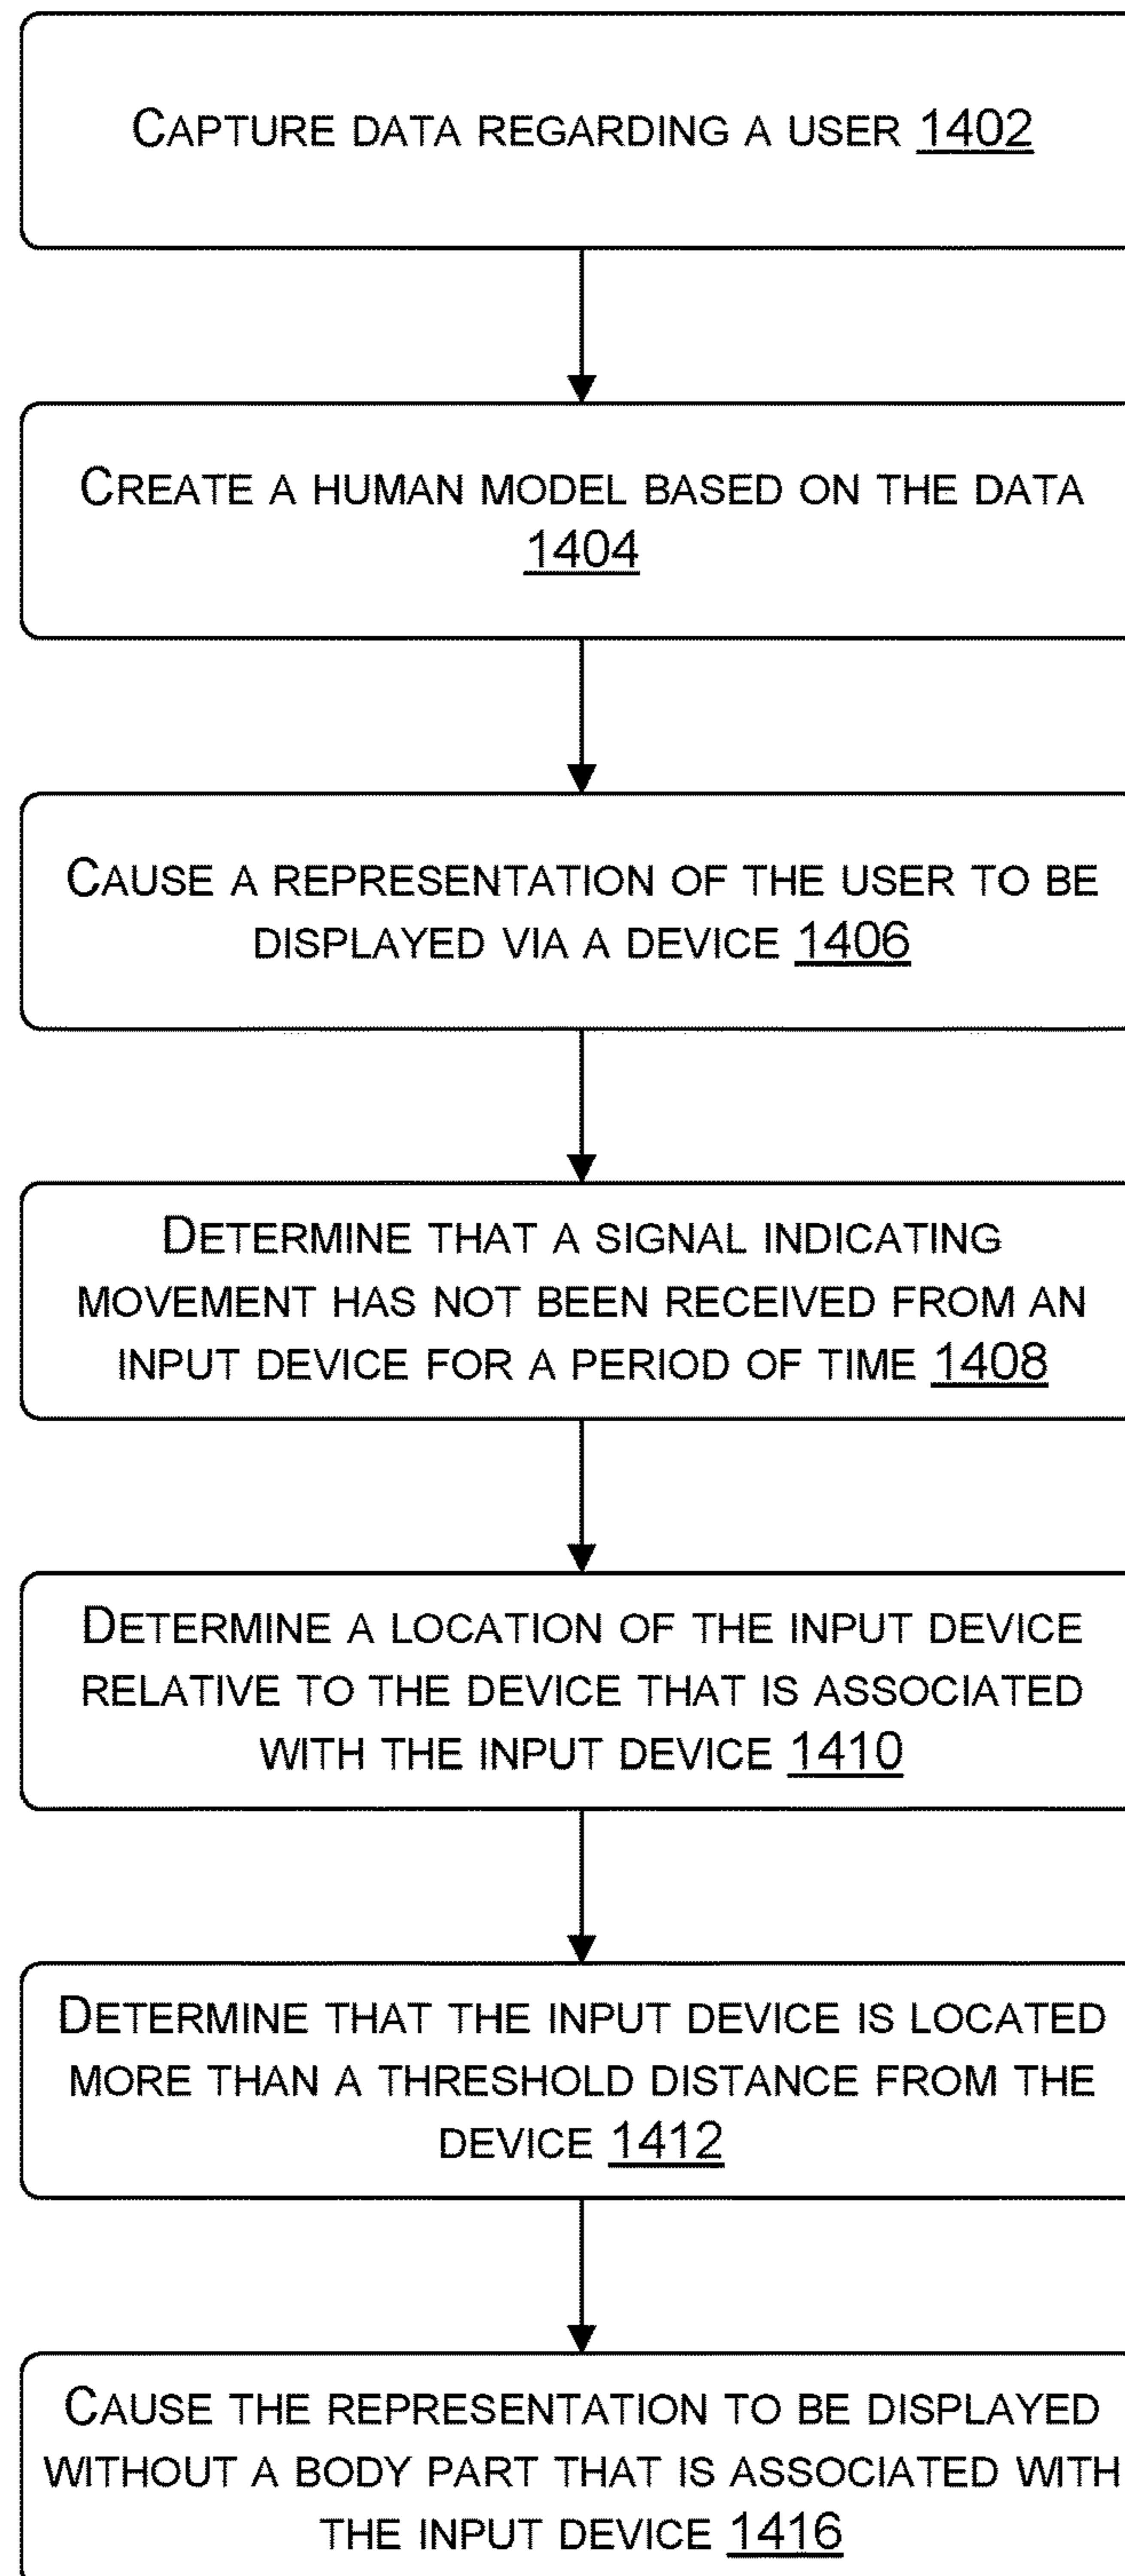 CAPTURE DATA REGARDING A USER 1402
CREATE A HUMAN MODEL BASED ON THE DATA
1404
CAUSE A REPRESENTATION OF THE USER TO BE
DISPLAYED VIA A DEVICE 1406
DETERMINE THAT A SIGNAL INDICATING
MOVEMENT HAS NOT BEEN RECEIVED FROM AN
INPUT DEVICE FOR A PERIOD OF TIME 1408
DETERMINE A LOCATION OF THE INPUT DEVICE
RELATIVE TO THE DEVICE THAT IS ASSOCIATED
WITH THE INPUT DEVICE 1410
DETERMINE THAT THE INPUT DEVICE IS LOCATED
MORE THAN A THRESHOLD DISTANCE FROM THE
DEVICE 1412
CAUSE THE REPRESENTATION TO BE DISPLAYED
WITHOUT A BODY PART THAT IS ASSOCIATED WITH
THE INPUT DEVICE 1416